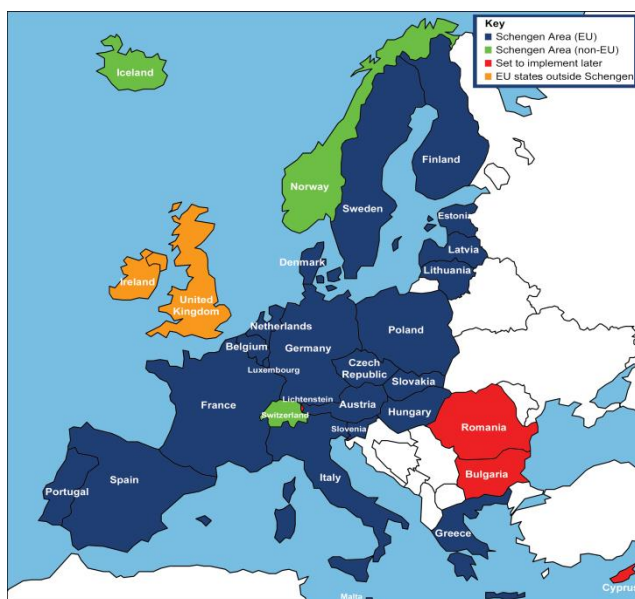 Key
Schengen Area (EU)
Schengen Area (non-EU)
Set to implement later
EU states outside Schengen
Iceland
Norway
Finland
Sweden
Estonia
Latvia
Lithuania
Denmark
Ireland
United
Kingdom
Netherlands
Belgium
Germany
Poland
Luxembourg
Czech
Republic
Slovakia
France
Lichtenstein
Switzerland
Austria
Hungary
Slovenia
Romania
Bulgaria
Portugal
Spain
Italy
Greece
Malta
Cyprus